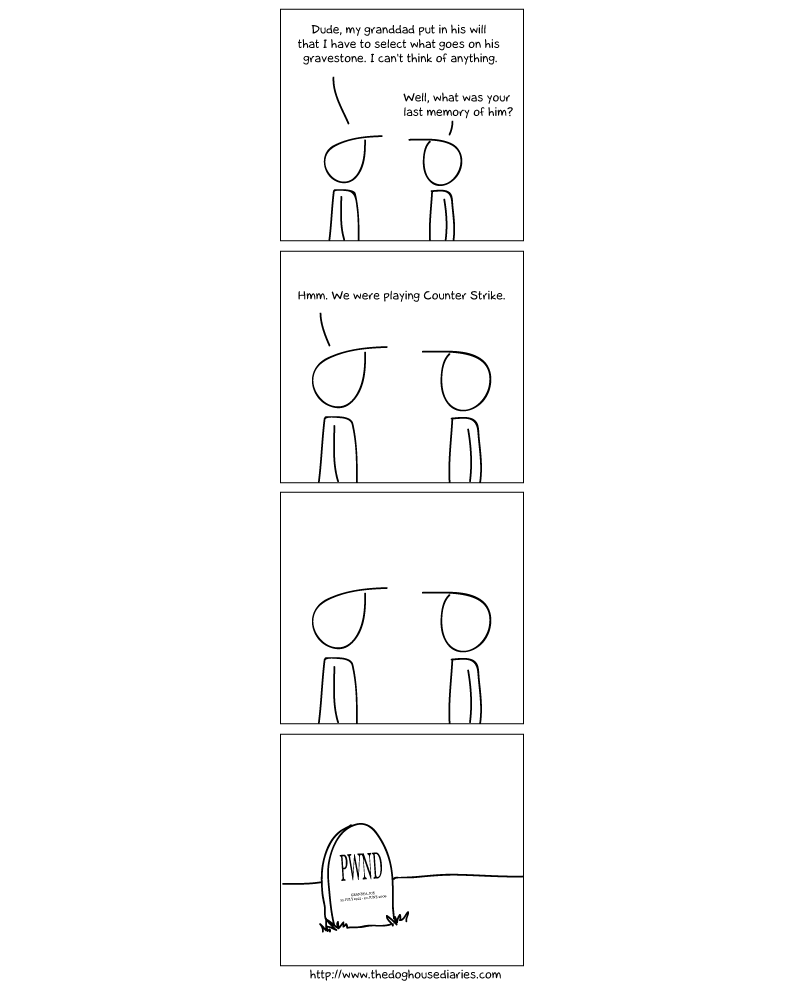 Dude, my granddad put in his will
that I have to select what goes on his
gravestone. I can't think of anything.
Well, what was your
last memory of him?
Hmm. We were playing Counter Strike.
PWND
http://www.thedoghousediaries.com